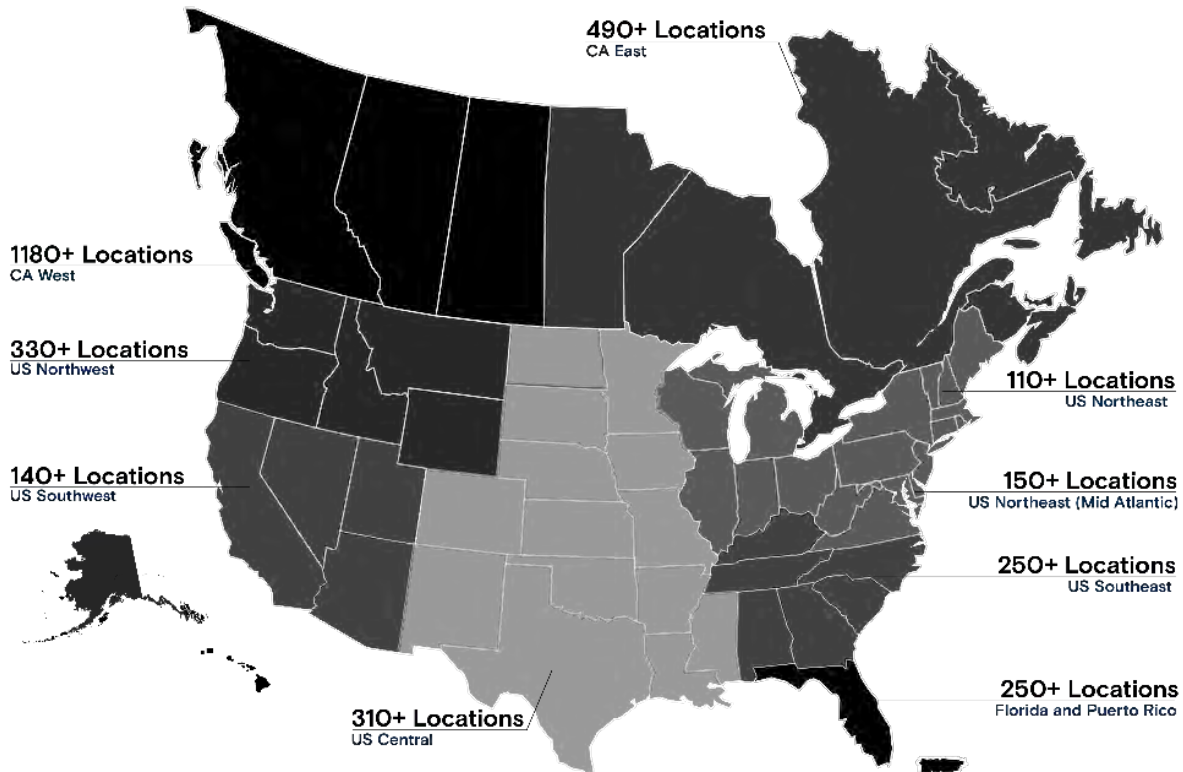 490+ Locations
CA East
1180+ Locations
CA West
330+ Locations
US Northwest
110+ Locations
US Northeast
140+ Locations
US Southwest
150+ Locations
US Northeast (Mid Atlantic)
250+ Locations
US Southeast
250+ Locations
Florida and Puerto Rico
310+ Locations
US Central